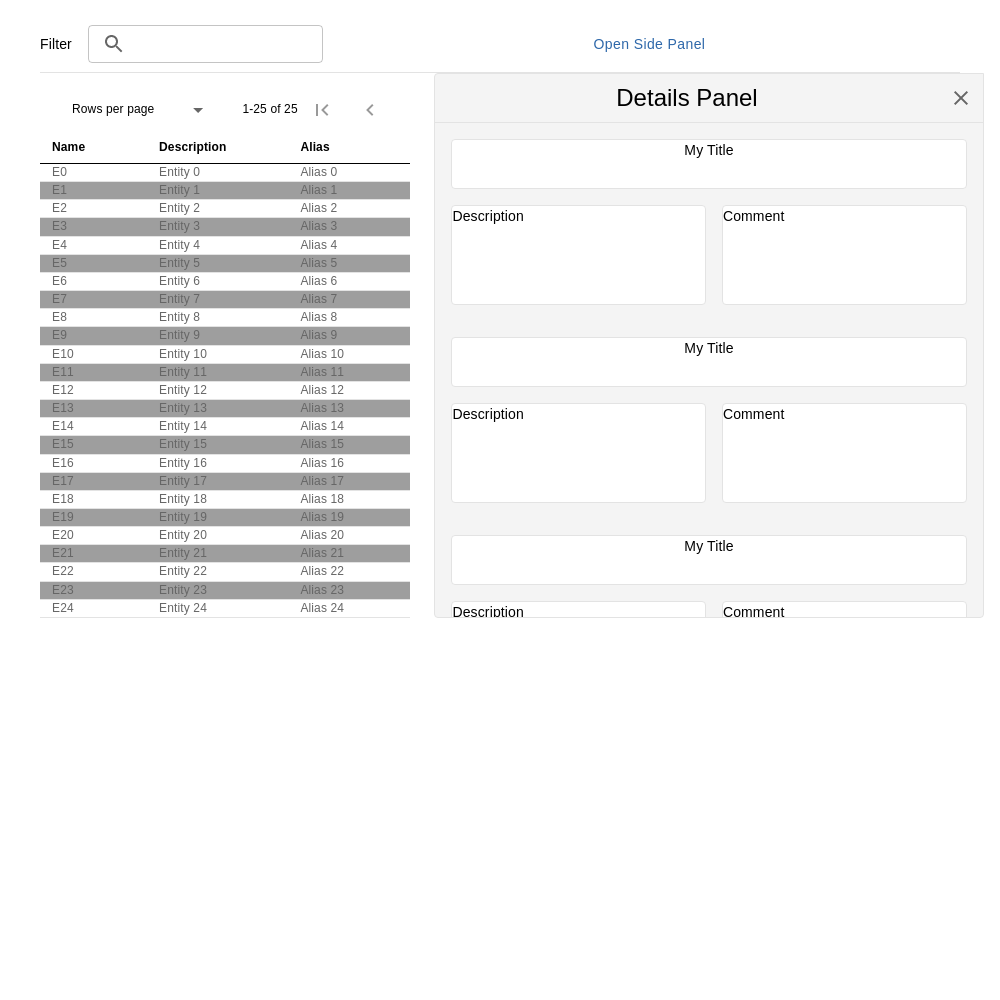 Filter
Open Side Panel
Rows per page 1-25 of 25
Name Description Alias
E0 Entity 0 Alias 0
E1 Entity 1 Alias 1
E2 Entity 2 Alias 2
E3 Entity 3 Alias 3
E4 Entity 4 Alias 4
E5 Entity 5 Alias 5
E6 Entity 6 Alias 6
E7 Entity 7 Alias 7
E8 Entity 8 Alias 8
E9 Entity 9 Alias 9
E10 Entity 10 Alias 10
E11 Entity 11 Alias 11
E12 Entity 12 Alias 12
E13 Entity 13 Alias 13
E14 Entity 14 Alias 14
E15 Entity 15 Alias 15
E16 Entity 16 Alias 16
E17 Entity 17 Alias 17
E18 Entity 18 Alias 18
E19 Entity 19 Alias 19
E20 Entity 20 Alias 20
E21 Entity 21 Alias 21
E22 Entity 22 Alias 22
E23 Entity 23 Alias 23
E24 Entity 24 Alias 24
Details Panel
My Title
Description Comment
My Title
Description Comment
My Title
Description Comment